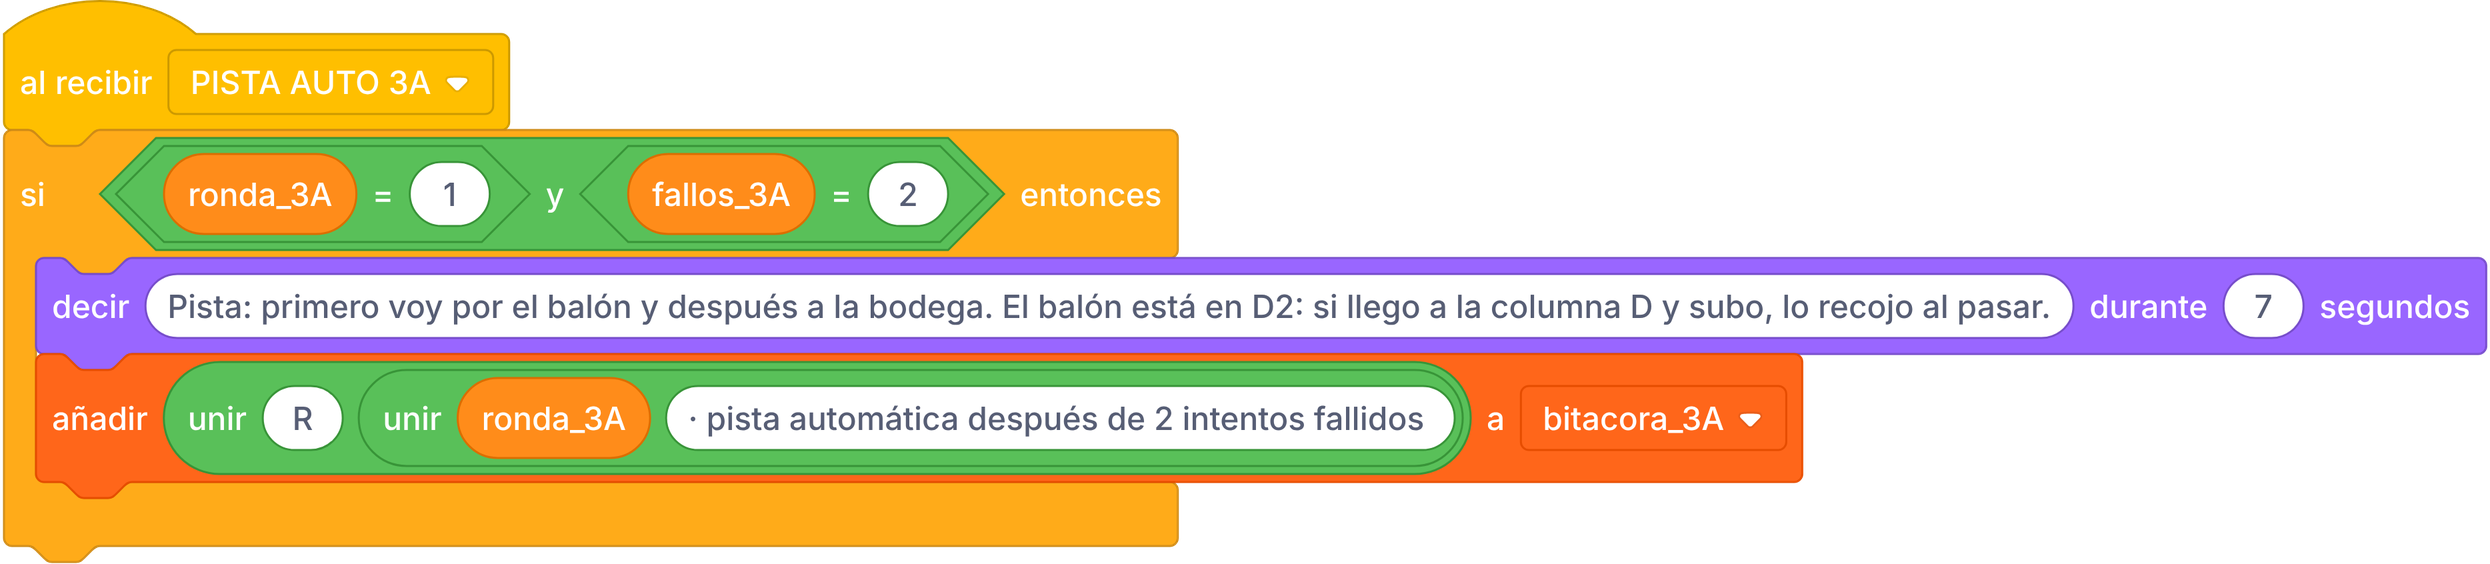 al recibir PISTA AUTO 3A
si ronda_3A = 1 y fallos_3A = 2 entonces
decir Pista: primero voy por el balón y después a la bodega. El balón está en D2: si llego a la columna D y subo, lo recojo al pasar. durante 7 segundos
añadir unir R unir ronda_3A · pista automática después de 2 intentos fallidos a bitacora_3A